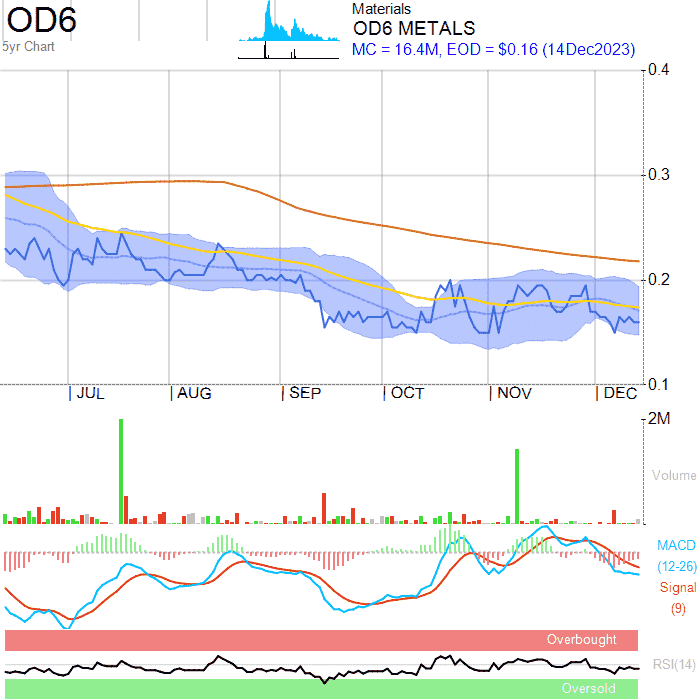 OD6
5yr Chart
Materials
OD6 METALS
MC = 16.4M, EOD = $0.16 (14Dec2023)
0.4
0.3
0.2
0.1
JUL AUG SEP OCT NOV DEC
2M
Volume
MACD
(12-26)
Signal
(9)
Overbought
RSI(14)
Oversold